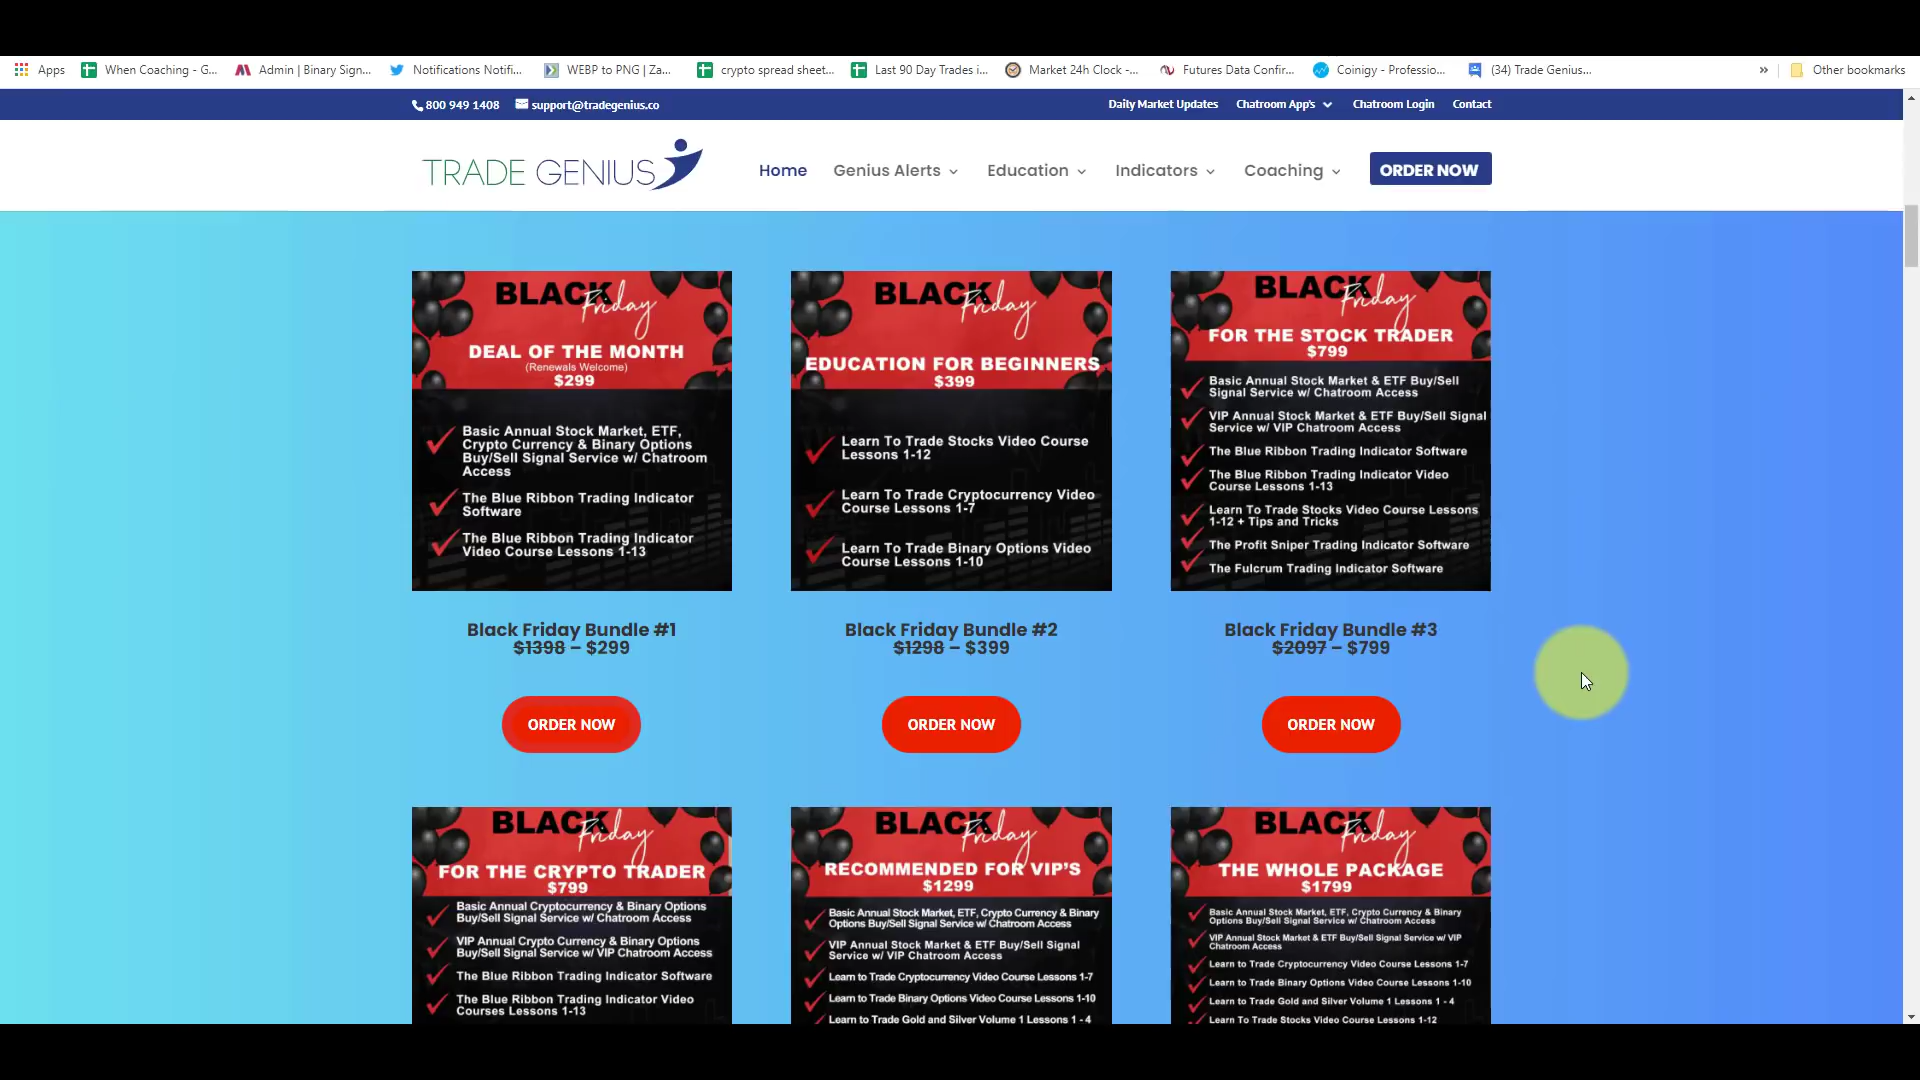 Apps
When Coaching - G...
Admin | Binary Sign...
Notifications Notifi...
WEBP to PNG | Za...
crypto spread sheet...
Last 90 Day Trades i...
Market 24h Clock -...
Futures Data Confir...
Coinigy - Professio...
(34) Trade Genius...
»
Other bookmarks
800 949 1408
support@tradegenius.co
Daily Market Updates
Chatroom App's
Chatroom Login
Contact
TRADE GENIUS
Home
Genius Alerts
Education
Indicators
Coaching
ORDER NOW
BLACK
Friday
DEAL OF THE MONTH
(Renewals Welcome)
$299
Basic Annual Stock Market, ETF,
Crypto Currency & Binary Options
Buy/Sell Signal Service w/ Chatroom
Access
The Blue Ribbon Trading Indicator
Software
The Blue Ribbon Trading Indicator
Video Course Lessons 1-13
Black Friday Bundle #1
$1398 – $299
ORDER NOW
BLACK
Friday
EDUCATION FOR BEGINNERS
$399
Learn To Trade Stocks Video Course
Lessons 1-12
Learn To Trade Cryptocurrency Video
Course Lessons 1-7
Learn To Trade Binary Options Video
Course Lessons 1-10
Black Friday Bundle #2
$1298 – $399
ORDER NOW
BLACK
Friday
FOR THE STOCK TRADER
$799
Basic Annual Stock Market & ETF Buy/Sell
Signal Service w/ Chatroom Access
VIP Annual Stock Market & ETF Buy/Sell Signal
Service w/ VIP Chatroom Access
The Blue Ribbon Trading Indicator Software
The Blue Ribbon Trading Indicator Video
Course Lessons 1-13
Learn To Trade Stocks Video Course Lessons
1-12 + Tips and Tricks
The Profit Sniper Trading Indicator Software
The Fulcrum Trading Indicator Software
Black Friday Bundle #3
$2097 – $799
ORDER NOW
BLACK
Friday
FOR THE CRYPTO TRADER
$799
Basic Annual Cryptocurrency & Binary Options
Buy/Sell Signal Service w/ Chatroom Access
VIP Annual Crypto Currency & Binary Options
Buy/Sell Signal Service w/ VIP Chatroom Access
The Blue Ribbon Trading Indicator Software
The Blue Ribbon Trading Indicator Video
Courses Lessons 1-13
BLACK
Friday
RECOMMENDED FOR VIP'S
$1299
Basic Annual Stock Market, ETF, Crypto Currency & Binary
Options Buy/Sell Signal Service w/ Chatroom Access
VIP Annual Stock Market & ETF Buy/Sell Signal
Service w/ VIP Chatroom Access
Learn to Trade Cryptocurrency Video Course Lessons 1-7
Learn to Trade Binary Options Video Course Lessons 1-10
Learn to Trade Gold and Silver Volume 1 Lessons 1 - 4
BLACK
Friday
THE WHOLE PACKAGE
$1799
Basic Annual Stock Market, ETF, Crypto Currency & Binary
Options Buy/Sell Signal Service w/ Chatroom Access
VIP Annual Stock Market & ETF Buy/Sell Signal Service w/ VIP
Chatroom Access
Learn to Trade Cryptocurrency Video Course Lessons 1-7
Learn to Trade Binary Options Video Course Lessons 1-10
Learn to Trade Gold and Silver Volume 1 Lessons 1 - 4
Learn To Trade Stocks Video Course Lessons 1-12